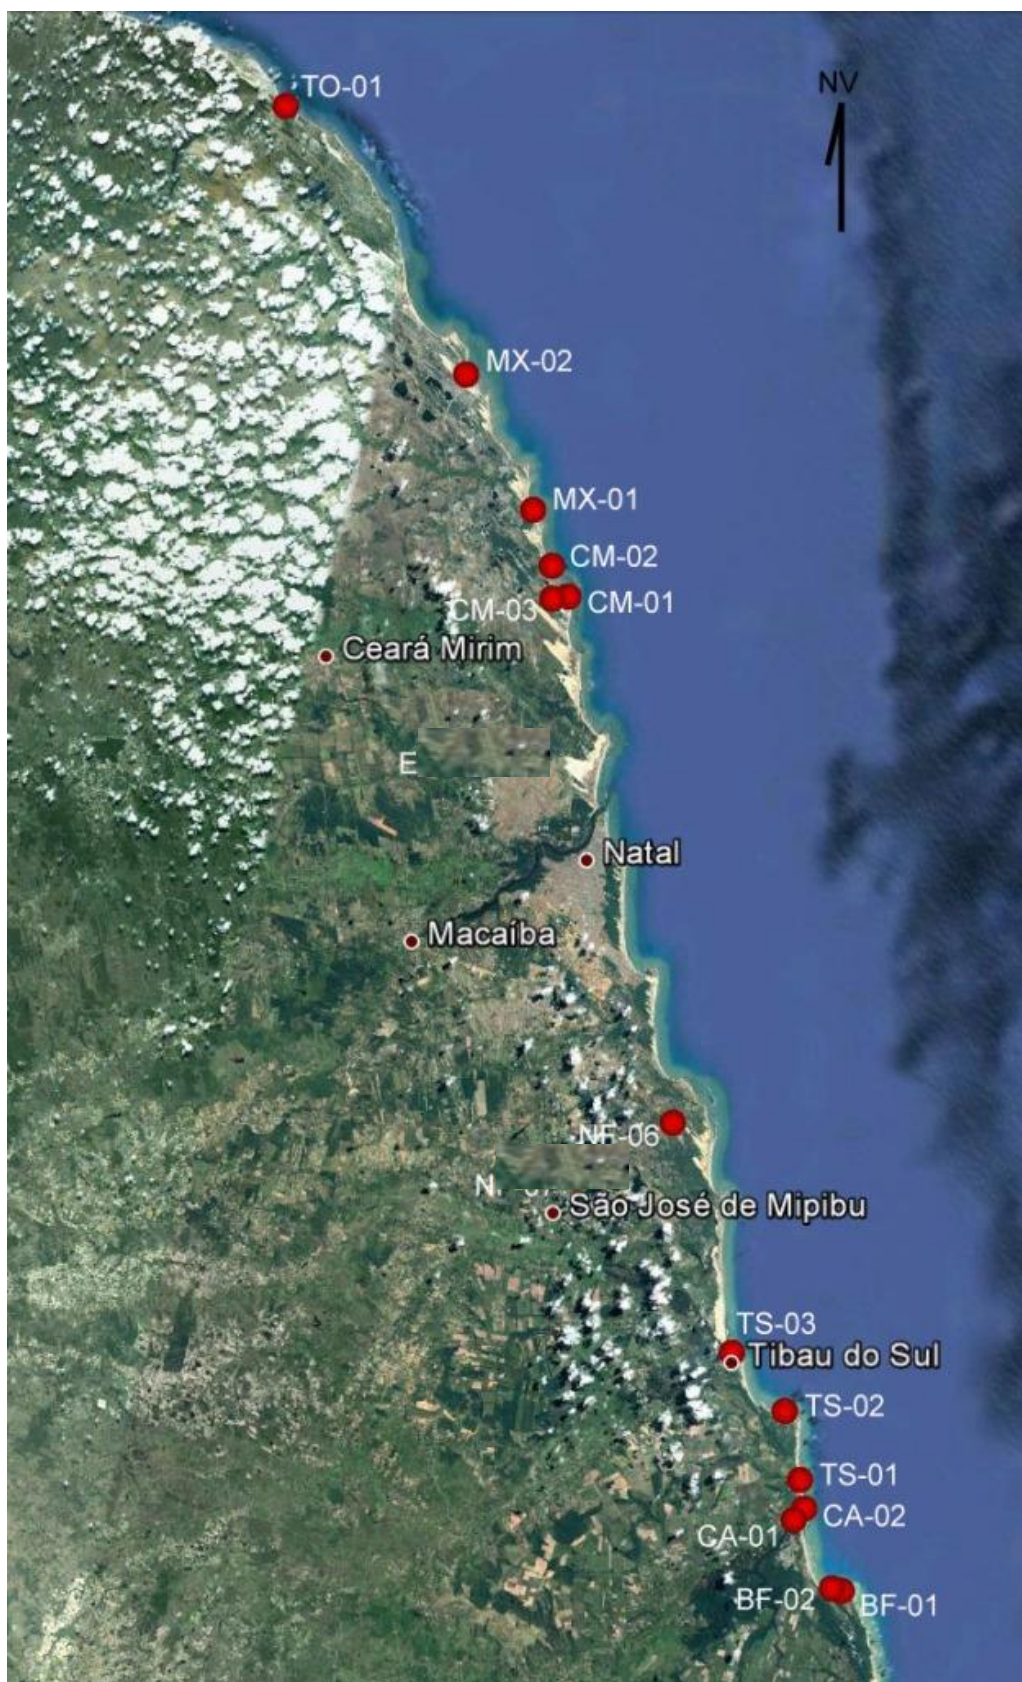 TO-01
NV
MX-02
MX-01
CM-02
CM-03
CM-01
Ceará Mirim
E
Natal
Macaíba
NF-06
São José de Mipibu
TS-03
Tibau do Sul
TS-02
TS-01
CA-02
CA-01
BF-02
BF-01